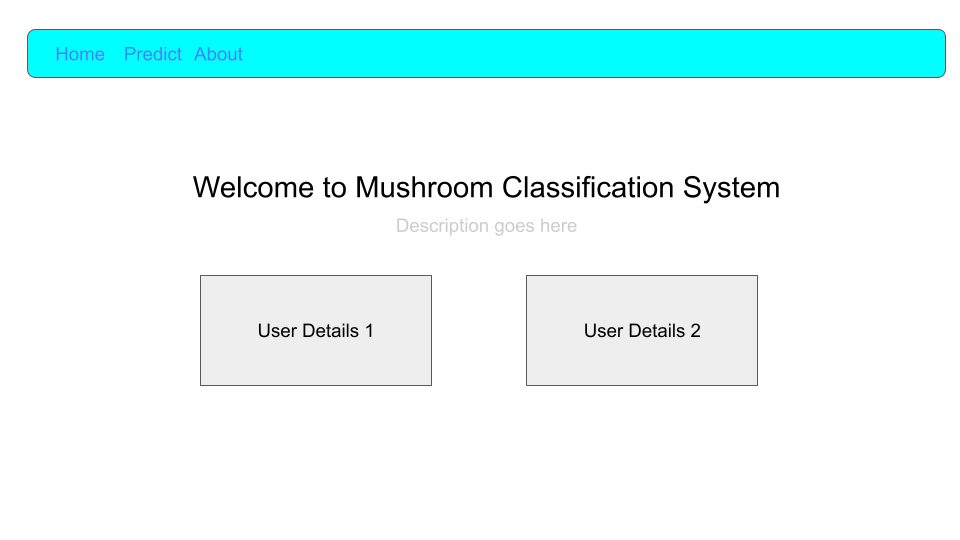 Home Predict About
Welcome to Mushroom Classification System
Description goes here
User Details 1
User Details 2